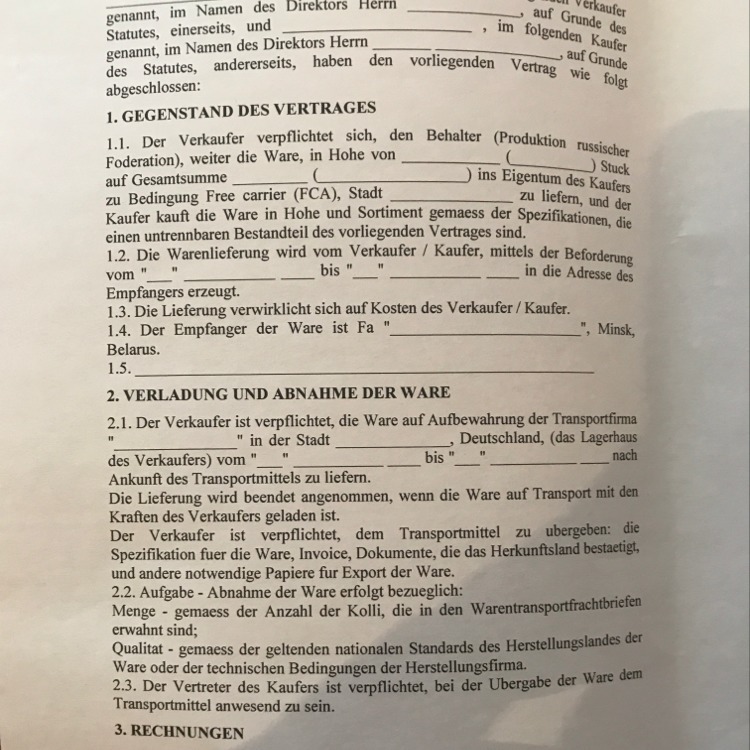 Verkaufer
genannt, im Namen des Direktors Herrn ____________, auf Grunde des
Statutes, einerseits, und ____________________, im folgenden Kaufer
genannt, im Namen des Direktors Herrn ____________________, auf Grunde
des Statutes, andererseits, haben den vorliegenden Vertrag wie folgt
abgeschlossen:
1. GEGENSTAND DES VERTRAGES
1.1. Der Verkaufer verpflichtet sich, den Behalter (Produktion russischer
Foderation), weiter die Ware, in Hohe von __________ (__________) Stuck
auf Gesamtsumme ________ (________________) ins Eigentum des Kaufers
zu Bedingung Free carrier (FCA), Stadt ____________ zu liefern, und der
Kaufer kauft die Ware in Hohe und Sortiment gemaess der Spezifikationen, die
einen untrennbaren Bestandteil des vorliegenden Vertrages sind.
1.2. Die Warenlieferung wird vom Verkaufer / Kaufer, mittels der Beforderung
vom "___" __________ ____ bis "___" __________ ____ in die Adresse des
Empfangers erzeugt.
1.3. Die Lieferung verwirklicht sich auf Kosten des Verkaufer / Kaufer.
1.4. Der Empfanger der Ware ist Fa "____________________", Minsk,
Belarus.
1.5. ________________________________________________
2. VERLADUNG UND ABNAHME DER WARE
2.1. Der Verkaufer ist verpflichtet, die Ware auf Aufbewahrung der Transportfirma
"______________" in der Stadt ____________, Deutschland, (das Lagerhaus
des Verkaufers) vom "___" __________ ____ bis "___" __________ ___ nach
Ankunft des Transportmittels zu liefern.
Die Lieferung wird beendet angenommen, wenn die Ware auf Transport mit den
Kraften des Verkaufers geladen ist.
Der Verkaufer ist verpflichtet, dem Transportmittel zu ubergeben: die
Spezifikation fuer die Ware, Invoice, Dokumente, die das Herkunftsland bestaetigt,
und andere notwendige Papiere fur Export der Ware.
2.2. Aufgabe - Abnahme der Ware erfolgt bezueglich:
Menge - gemaess der Anzahl der Kolli, die in den Warentransportfrachtbriefen
erwahnt sind;
Qualitat - gemaess der geltenden nationalen Standards des Herstellungslandes der
Ware oder der technischen Bedingungen der Herstellungsfirma.
2.3. Der Vertreter des Kaufers ist verpflichtet, bei der Ubergabe der Ware dem
Transportmittel anwesend zu sein.
3. RECHNUNGEN